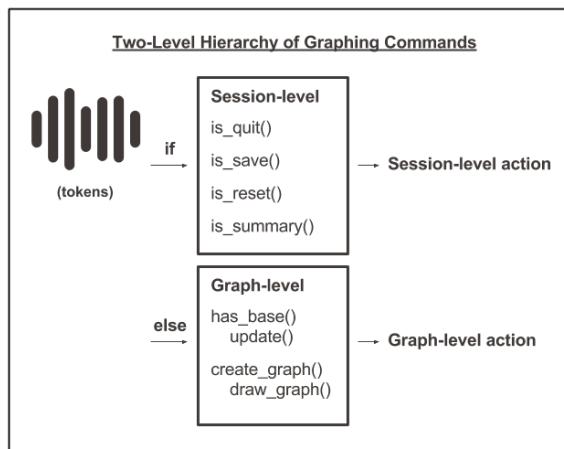 Two-Level Hierarchy of Graphing Commands
(tokens)
if
Session-level
is_quit()
is_save()
is_reset()
is_summary()
Session-level action
else
Graph-level
has_base()
update()
create_graph()
draw_graph()
Graph-level action